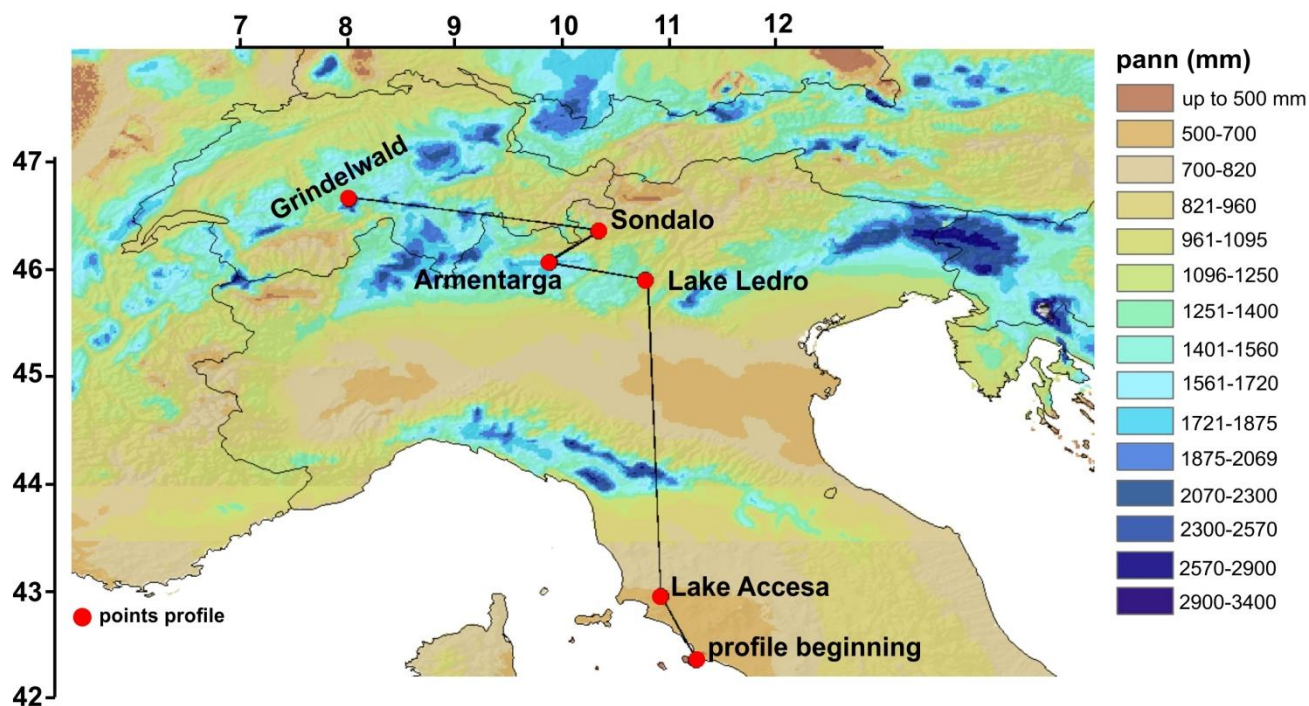 7 8 9 10 11 12
pann (mm)
up to 500 mm
500-700
700-820
821-960
961-1095
1096-1250
1251-1400
1401-1560
1561-1720
1721-1875
1875-2069
2070-2300
2300-2570
2570-2900
2900-3400
47
46
45
44
43
42
Grindelwald
Sondalo
Armentarga
Lake Ledro
Lake Accesa
profile beginning
points profile